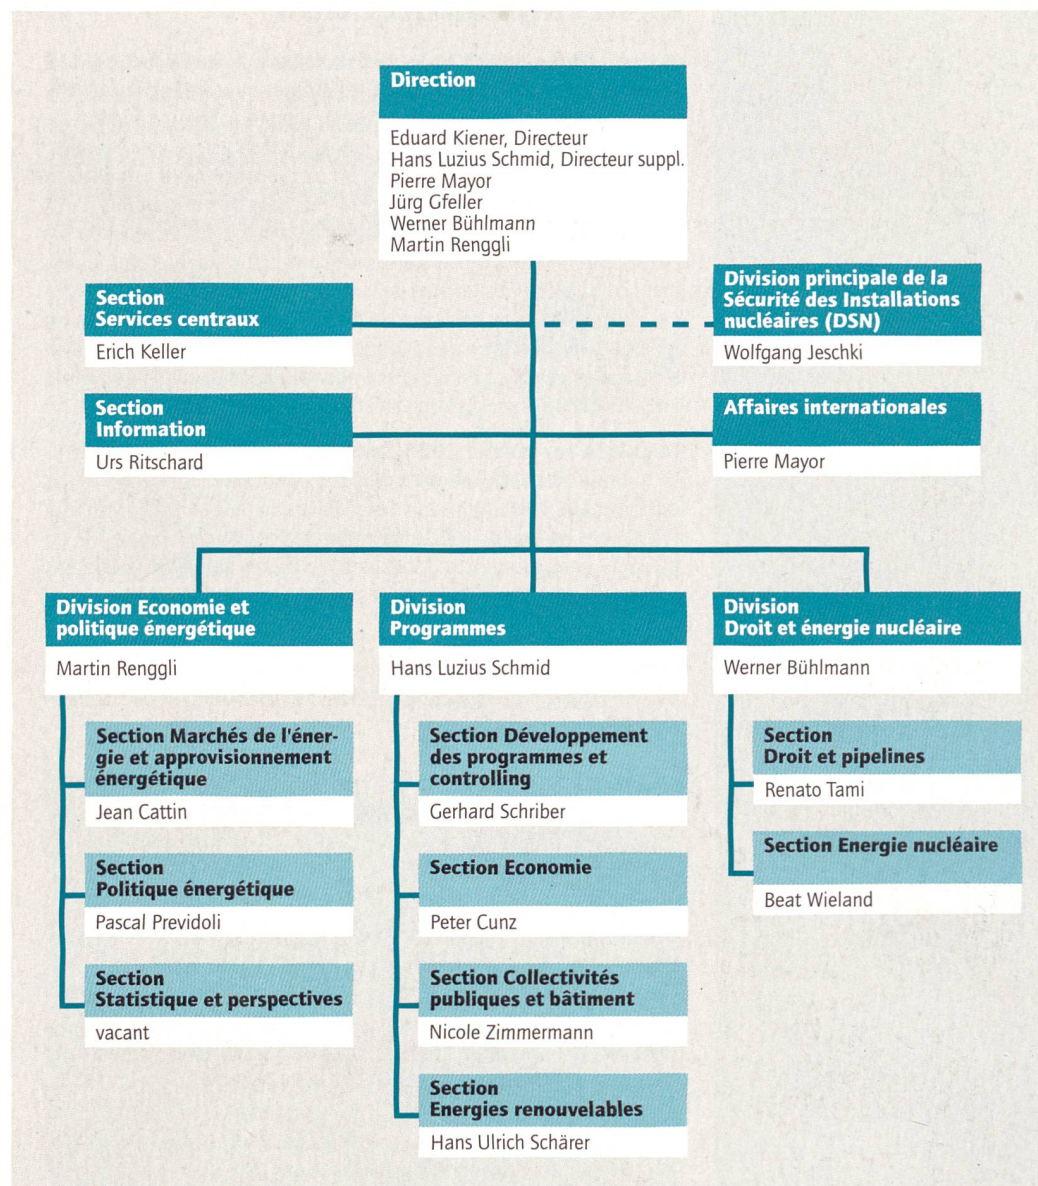 Direction
Eduard Kiener, Directeur
Hans Luzius Schmid, Directeur suppl.
Pierre Mayor
Jürg Gfeller
Werner Bühlmann
Martin Renggli
Section
Services centraux
Erich Keller
Division principale de la
Sécurité des Installations
nucléaires (DSN)
Wolfgang Jeschki
Section
Information
Urs Ritschard
Affaires internationales
Pierre Mayor
Division Economie et
politique énergétique
Martin Renggli
Section Marchés de l'éner-
gie et approvisionnement
énergétique
Jean Cattin
Section
Politique énergétique
Pascal Previdoli
Section
Statistique et perspectives
vacant
Division
Programmes
Hans Luzius Schmid
Section Développement
des programmes et
controlling
Gerhard Schriber
Section Economie
Peter Cunz
Section Collectivités
publiques et bâtiment
Nicole Zimmermann
Section
Energies renouvelables
Hans Ulrich Schärer
Division
Droit et énergie nucléaire
Werner Bühlmann
Section
Droit et pipelines
Renato Tami
Section Energie nucléaire
Beat Wieland